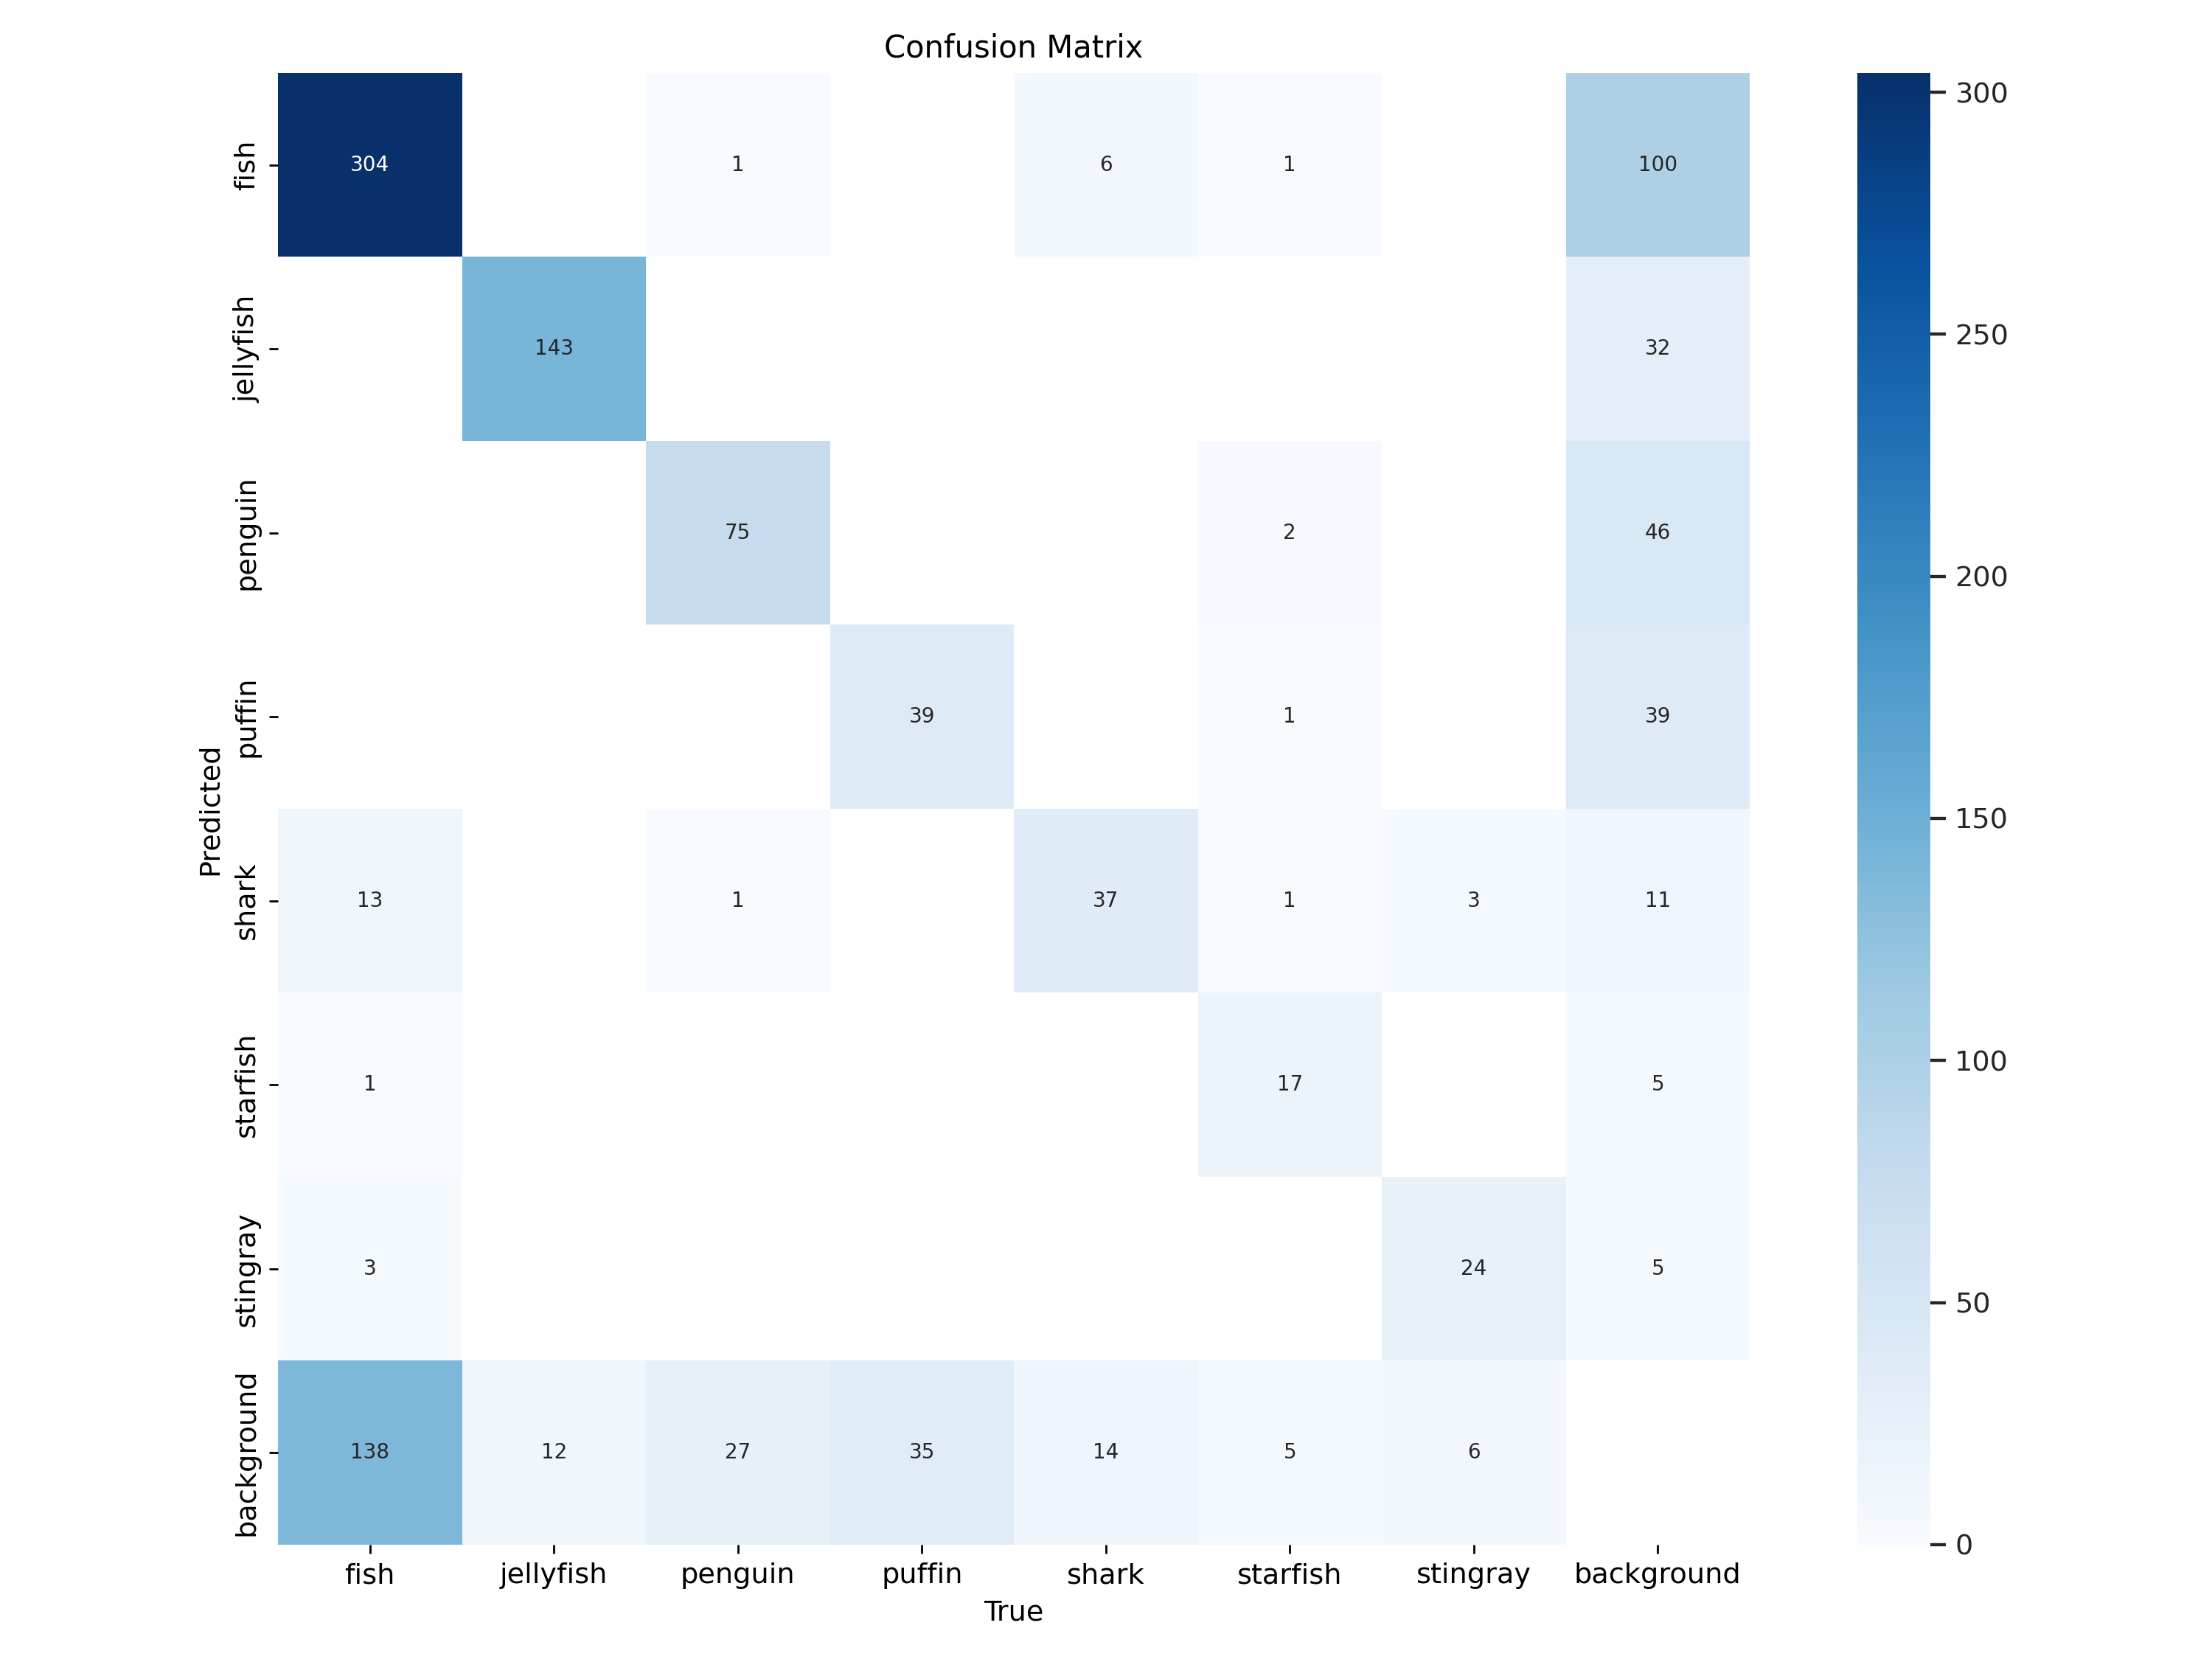 Confusion Matrix
fish 304 1 6 1 100
jellyfish 143 32
penguin 75 2 46
puffin 39 1 39
shark 13 1 37 1 3 11
starfish 1 17 5
stingray 3 24 5
background 138 12 27 35 14 5 6
Predicted
fish jellyfish penguin puffin shark starfish stingray background
True
300
250
200
150
100
50
0